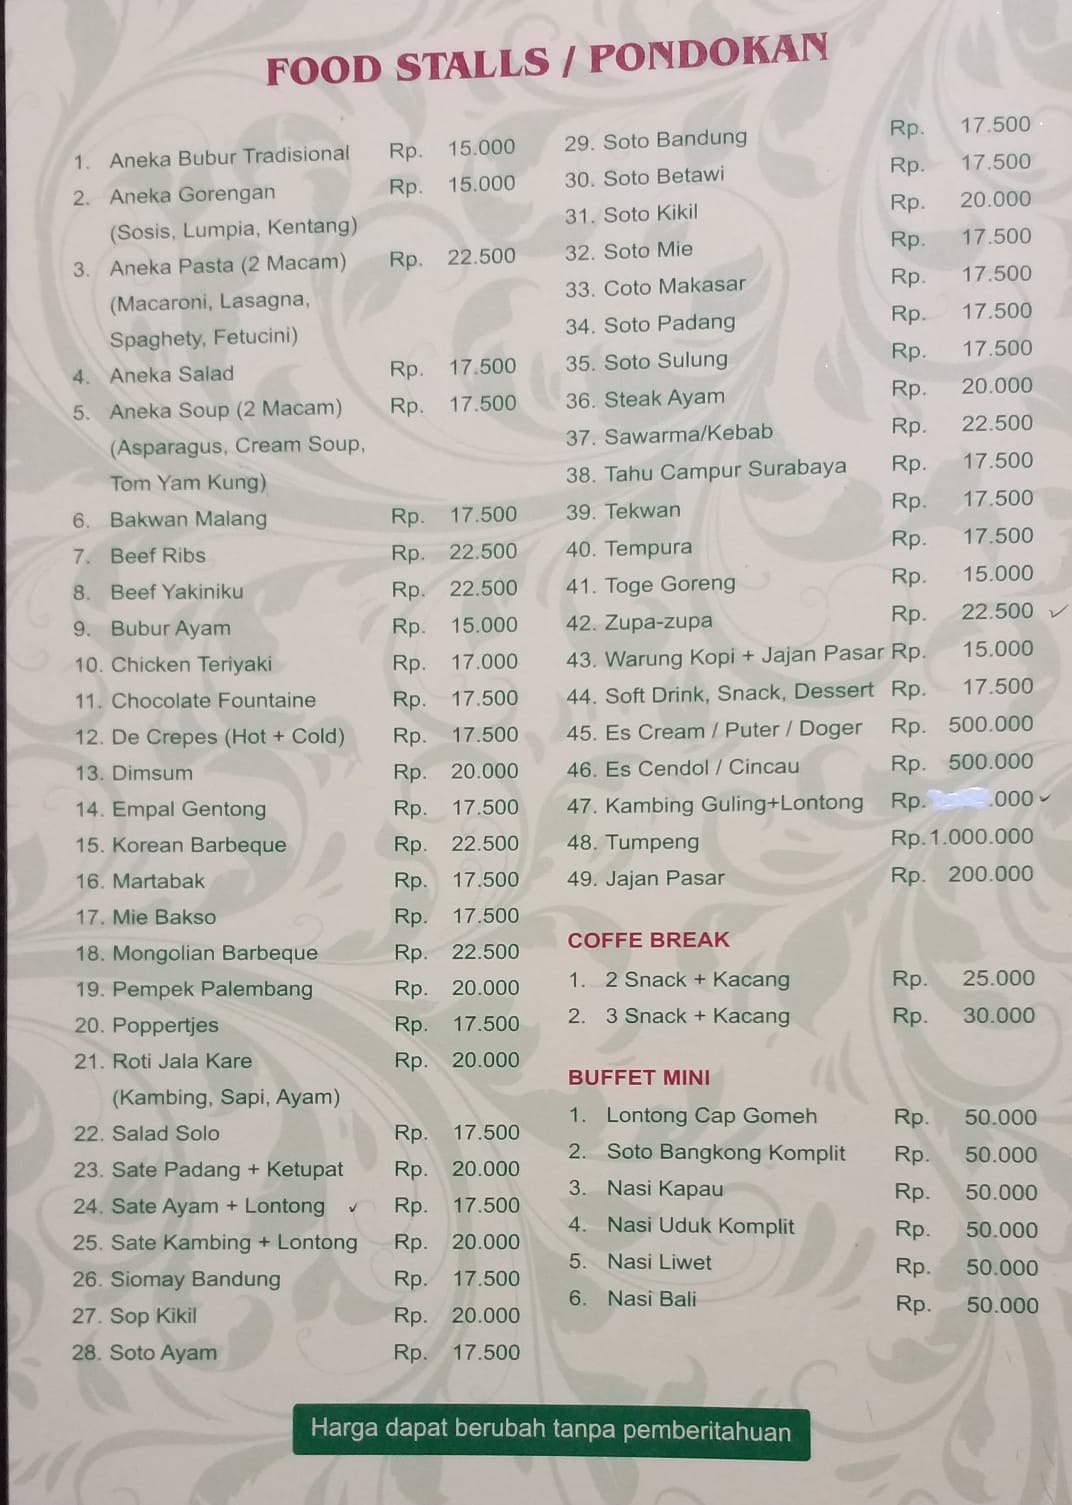 FOOD STALLS / PONDOKAN
1. Aneka Bubur Tradisional Rp. 15.000
2. Aneka Gorengan Rp. 15.000
(Sosis, Lumpia, Kentang)
3. Aneka Pasta (2 Macam) Rp. 22.500
(Macaroni, Lasagna,
Spaghety, Fetucini)
4. Aneka Salad Rp. 17.500
5. Aneka Soup (2 Macam) Rp. 17.500
(Asparagus, Cream Soup,
Tom Yam Kung)
6. Bakwan Malang Rp. 17.500
7. Beef Ribs Rp. 22.500
8. Beef Yakiniku Rp. 22.500
9. Bubur Ayam Rp. 15.000
10. Chicken Teriyaki Rp. 17.000
11. Chocolate Fountaine Rp. 17.500
12. De Crepes (Hot + Cold) Rp. 17.500
13. Dimsum Rp. 20.000
14. Empal Gentong Rp. 17.500
15. Korean Barbeque Rp. 22.500
16. Martabak Rp. 17.500
17. Mie Bakso Rp. 17.500
18. Mongolian Barbeque Rp. 22.500
19. Pempek Palembang Rp. 20.000
20. Poppertjes Rp. 17.500
21. Roti Jala Kare Rp. 20.000
(Kambing, Sapi, Ayam)
22. Salad Solo Rp. 17.500
23. Sate Padang + Ketupat Rp. 20.000
24. Sate Ayam + Lontong ✓ Rp. 17.500
25. Sate Kambing + Lontong Rp. 20.000
26. Siomay Bandung Rp. 17.500
27. Sop Kikil Rp. 20.000
28. Soto Ayam Rp. 17.500
29. Soto Bandung Rp. 17.500
30. Soto Betawi Rp. 17.500
31. Soto Kikil Rp. 20.000
32. Soto Mie Rp. 17.500
33. Coto Makasar Rp. 17.500
34. Soto Padang Rp. 17.500
35. Soto Sulung Rp. 17.500
36. Steak Ayam Rp. 20.000
37. Sawarma/Kebab Rp. 22.500
38. Tahu Campur Surabaya Rp. 17.500
39. Tekwan Rp. 17.500
40. Tempura Rp. 17.500
41. Toge Goreng Rp. 15.000
42. Zupa-zupa Rp. 22.500 ✓
43. Warung Kopi + Jajan Pasar Rp. 15.000
44. Soft Drink, Snack, Dessert Rp. 17.500
45. Es Cream / Puter / Doger Rp. 500.000
46. Es Cendol / Cincau Rp. 500.000
47. Kambing Guling+Lontong Rp. .000 ✓
48. Tumpeng Rp. 1.000.000
49. Jajan Pasar Rp. 200.000
COFFE BREAK
1. 2 Snack + Kacang Rp. 25.000
2. 3 Snack + Kacang Rp. 30.000
BUFFET MINI
1. Lontong Cap Gomeh Rp. 50.000
2. Soto Bangkong Komplit Rp. 50.000
3. Nasi Kapau Rp. 50.000
4. Nasi Uduk Komplit Rp. 50.000
5. Nasi Liwet Rp. 50.000
6. Nasi Bali Rp. 50.000
Harga dapat berubah tanpa pemberitahuan